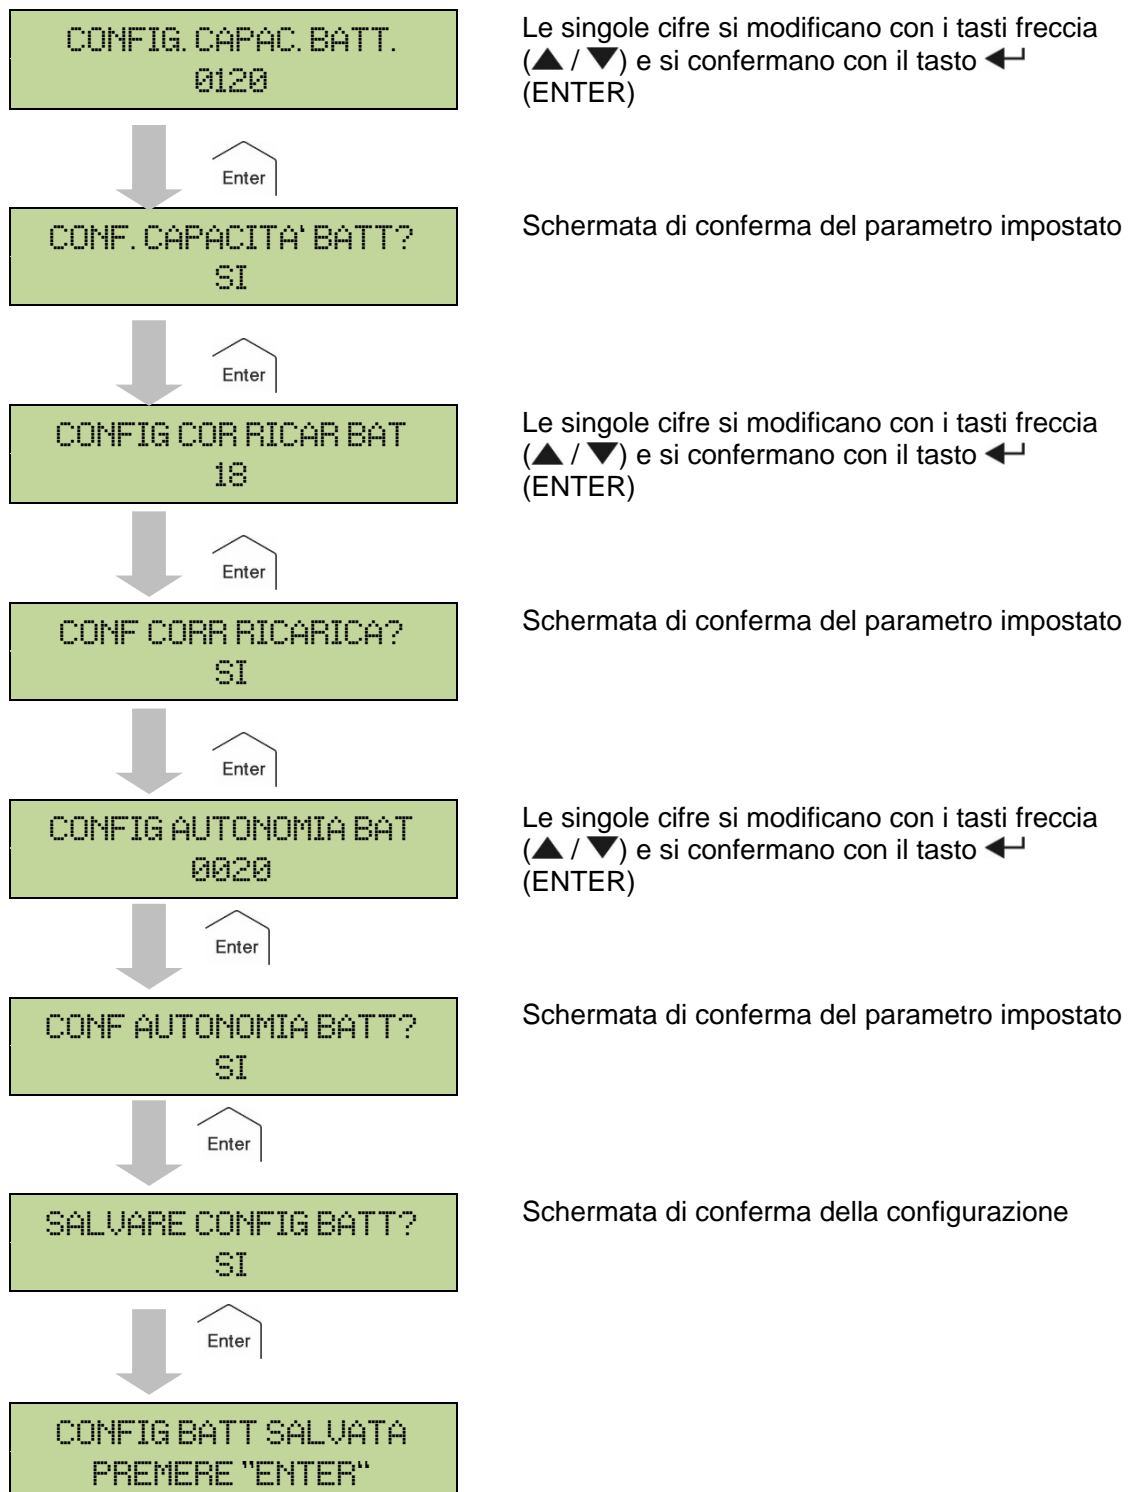 CONFIG. CAPAC. BATT.
0120
Le singole cifre si modificano con i tasti freccia
(▲ / ▼) e si confermano con il tasto ↵
(ENTER)
Enter
CONF. CAPACITA' BATT?
SI
Schermata di conferma del parametro impostato
Enter
CONFIG COR RICAR BAT
18
Le singole cifre si modificano con i tasti freccia
(▲ / ▼) e si confermano con il tasto ↵
(ENTER)
Enter
CONF CORR RICARICA?
SI
Schermata di conferma del parametro impostato
Enter
CONFIG AUTONOMIA BAT
0020
Le singole cifre si modificano con i tasti freccia
(▲ / ▼) e si confermano con il tasto ↵
(ENTER)
Enter
CONF AUTONOMIA BATT?
SI
Schermata di conferma del parametro impostato
Enter
SALVARE CONFIG BATT?
SI
Schermata di conferma della configurazione
Enter
CONFIG BATT SALVATA
PREMERE "ENTER"